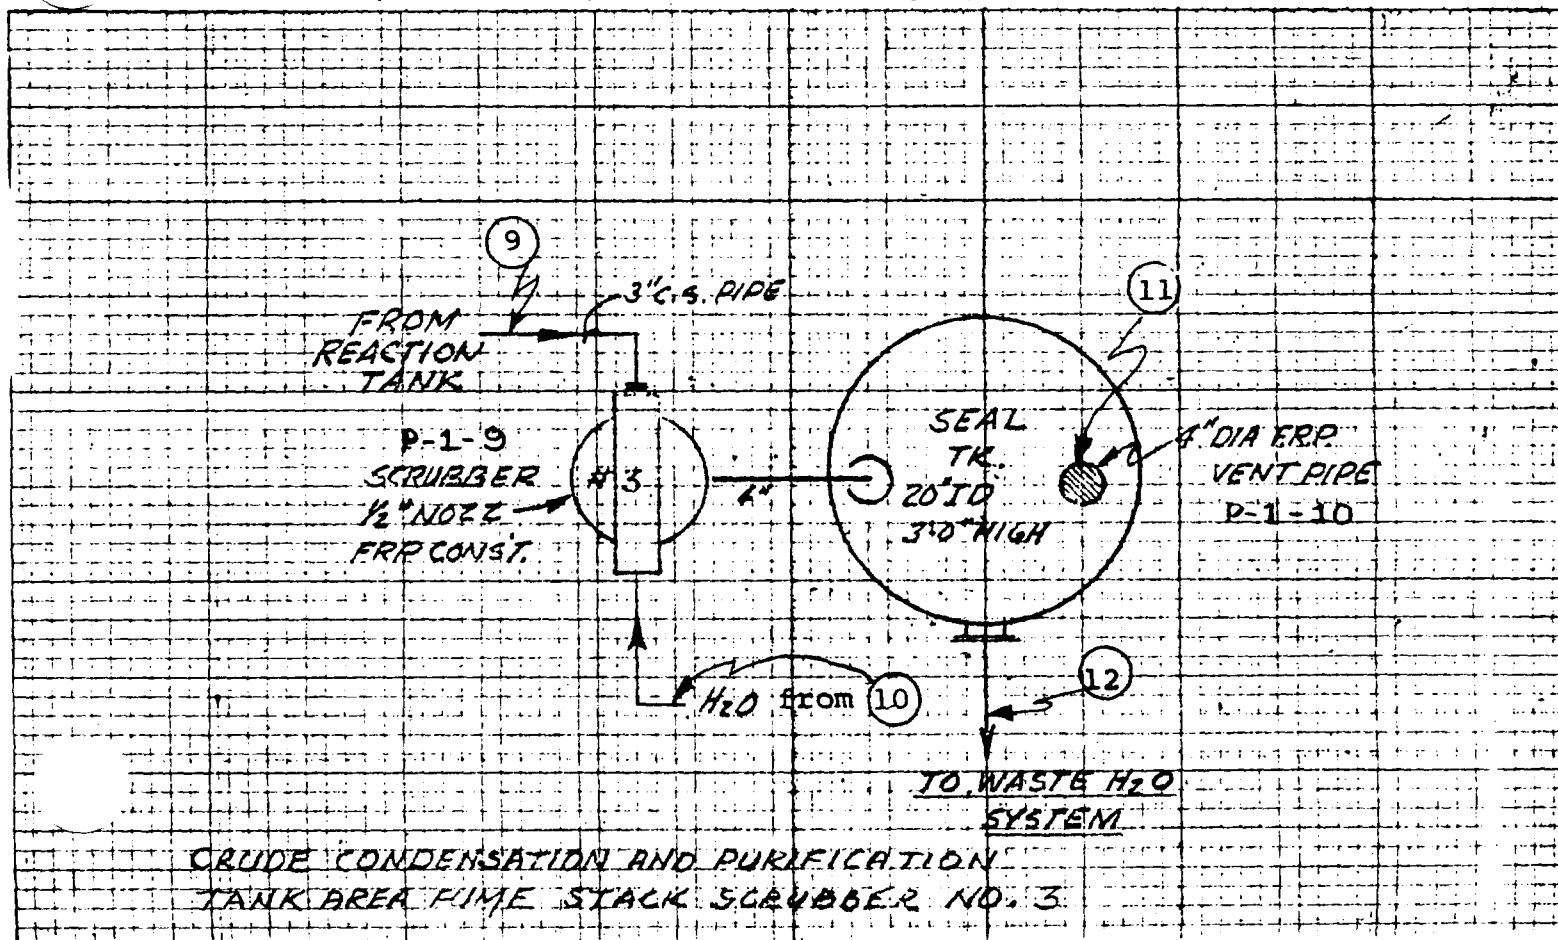 9
3" C.S. PIPE
FROM
REACTION
TANK
P-1-9
SCRUBBER
1/2" NOZZ
FRP CONST.
#3
SEAL
TK.
20" ID
3'0" HIGH
11
4" DIA FRP
VENT PIPE
P-1-10
H2O from 10
12
TO WASTE H2O
SYSTEM
CRUDE CONDENSATION AND PURIFICATION
TANK AREA FUME STACK SCRUBBER NO. 3